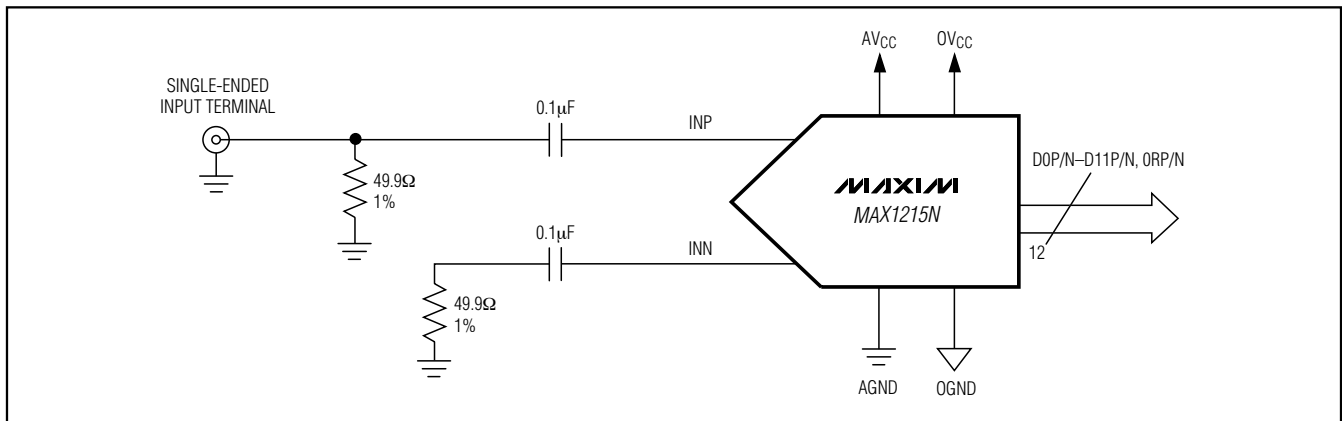 SINGLE-ENDED
INPUT TERMINAL
0.1μF
INP
AVCC
OVCC
49.9Ω
1%
MAXIM
MAX1215N
D0P/N–D11P/N, 0RP/N
12
0.1μF
INN
49.9Ω
1%
AGND
OGND